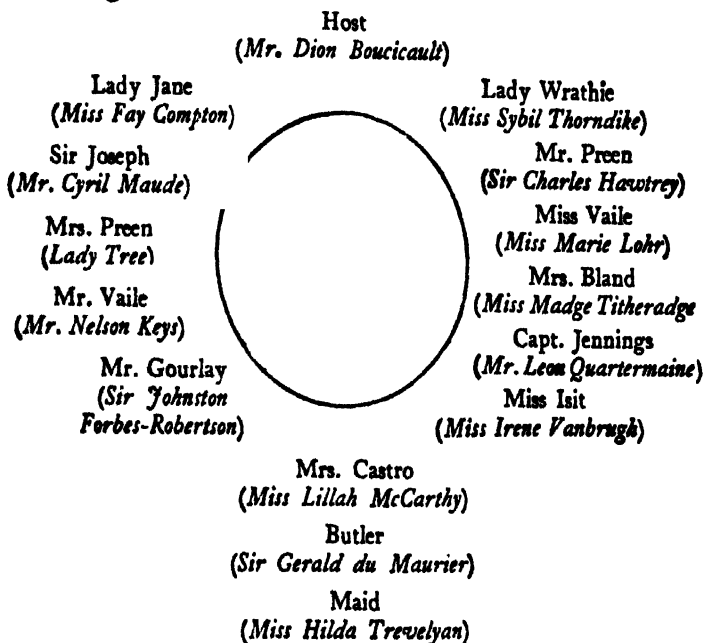 Host
(Mr. Dion Boucicault)
Lady Jane
(Miss Fay Compton)
Sir Joseph
(Mr. Cyril Maude)
Mrs. Preen
(Lady Tree)
Mr. Vaile
(Mr. Nelson Keys)
Mr. Gourlay
(Sir Johnston
Forbes-Robertson)
Lady Wrathie
(Miss Sybil Thorndike)
Mr. Preen
(Sir Charles Hawtrey)
Miss Vaile
(Miss Marie Lohr)
Mrs. Bland
(Miss Madge Titheradge
Capt. Jennings
(Mr. Leon Quartermaine)
Miss Isit
(Miss Irene Vanbrugh)
Mrs. Castro
(Miss Lillah McCarthy)
Butler
(Sir Gerald du Maurier)
Maid
(Miss Hilda Trevelyan)